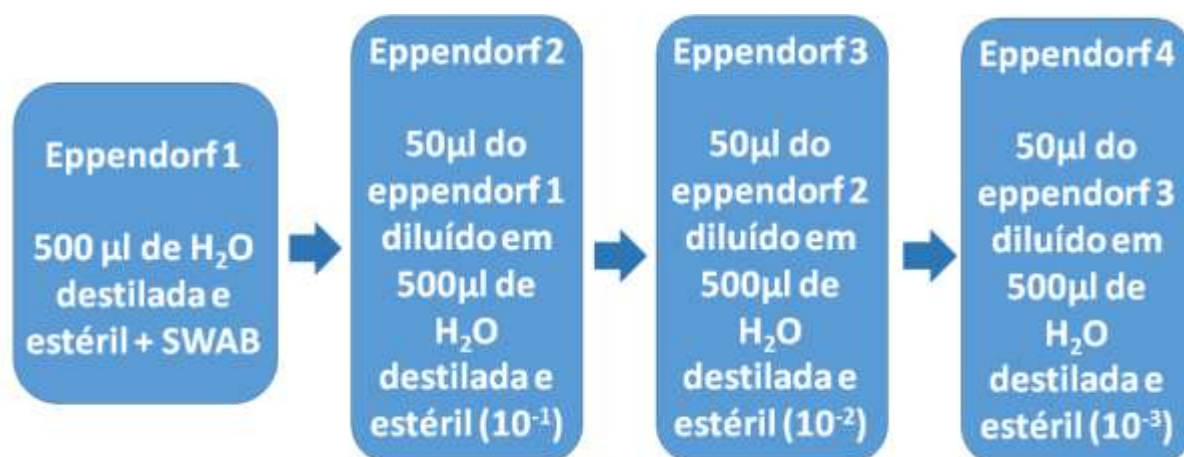 Eppendorf 1
500 µl de H₂O
destilada e
estéril + SWAB
Eppendorf 2
50µl do
eppendorf 1
diluído em
500µl de
H₂O
destilada e
estéril (10⁻¹)
Eppendorf 3
50µl do
eppendorf 2
diluído em
500µl de
H₂O
destilada e
estéril (10⁻²)
Eppendorf 4
50µl do
eppendorf 3
diluído em
500µl de
H₂O
destilada e
estéril (10⁻³)